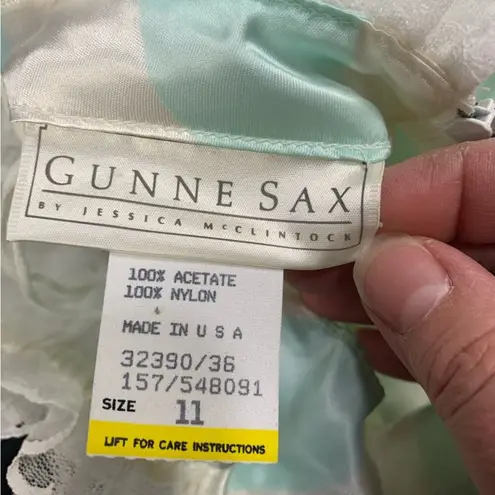 GUNNE SAX
BY JESSICA McCLINTOCK
100% ACETATE
100% NYLON
MADE IN U S A
32390/36
157/548091
SIZE 11
LIFT FOR CARE INSTRUCTIONS